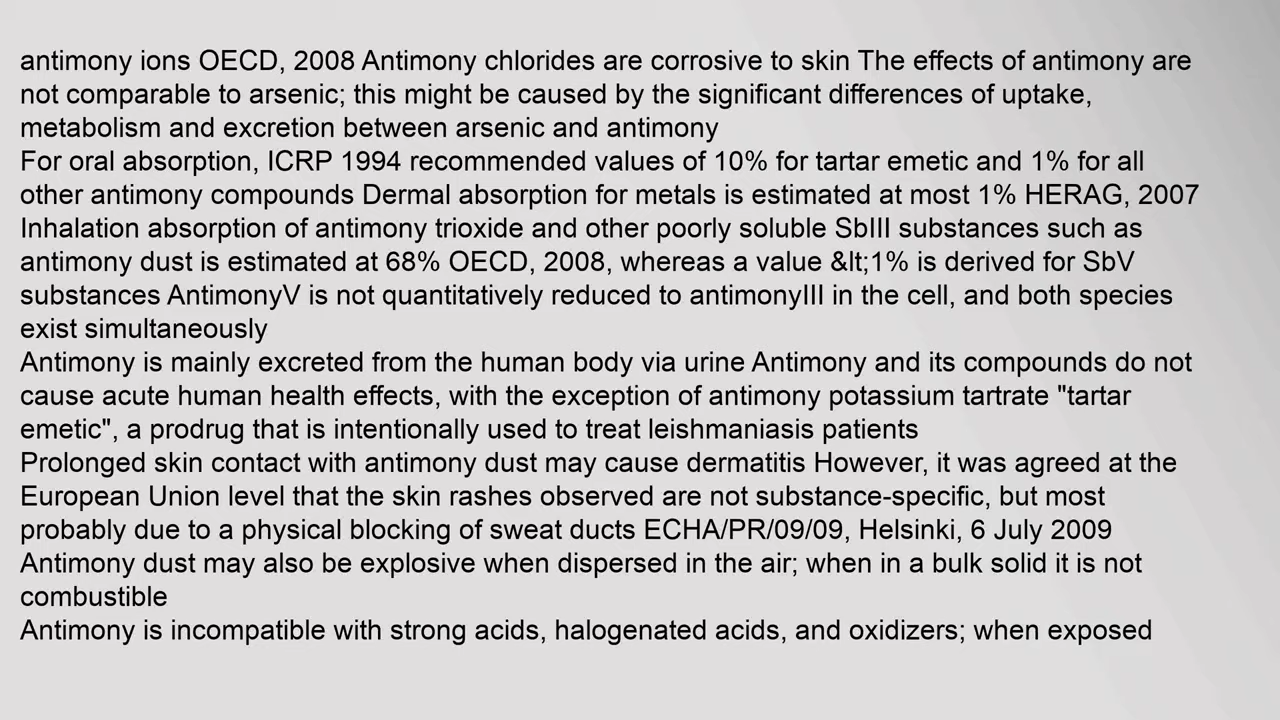 antimony ions OECD, 2008 Antimony chlorides are corrosive to skin The effects of antimony are
not comparable to arsenic; this might be caused by the significant differences of uptake,
metabolism and excretion between arsenic and antimony
For oral absorption, ICRP 1994 recommended values of 10% for tartar emetic and 1% for all
other antimony compounds Dermal absorption for metals is estimated at most 1% HERAG, 2007
Inhalation absorption of antimony trioxide and other poorly soluble SbIII substances such as
antimony dust is estimated at 68% OECD, 2008, whereas a value &lt;1% is derived for SbV
substances AntimonyV is not quantitatively reduced to antimonyIII in the cell, and both species
exist simultaneously
Antimony is mainly excreted from the human body via urine Antimony and its compounds do not
cause acute human health effects, with the exception of antimony potassium tartrate "tartar
emetic", a prodrug that is intentionally used to treat leishmaniasis patients
Prolonged skin contact with antimony dust may cause dermatitis However, it was agreed at the
European Union level that the skin rashes observed are not substance-specific, but most
probably due to a physical blocking of sweat ducts ECHA/PR/09/09, Helsinki, 6 July 2009
Antimony dust may also be explosive when dispersed in the air; when in a bulk solid it is not
combustible
Antimony is incompatible with strong acids, halogenated acids, and oxidizers; when exposed